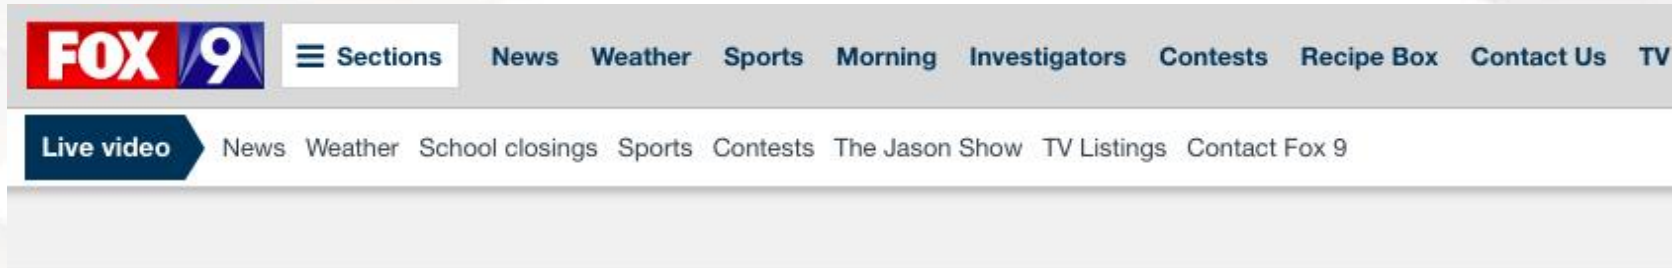 FOX 9 Sections News Weather Sports Morning Investigators Contests Recipe Box Contact Us TV
Live video News Weather School closings Sports Contests The Jason Show TV Listings Contact Fox 9